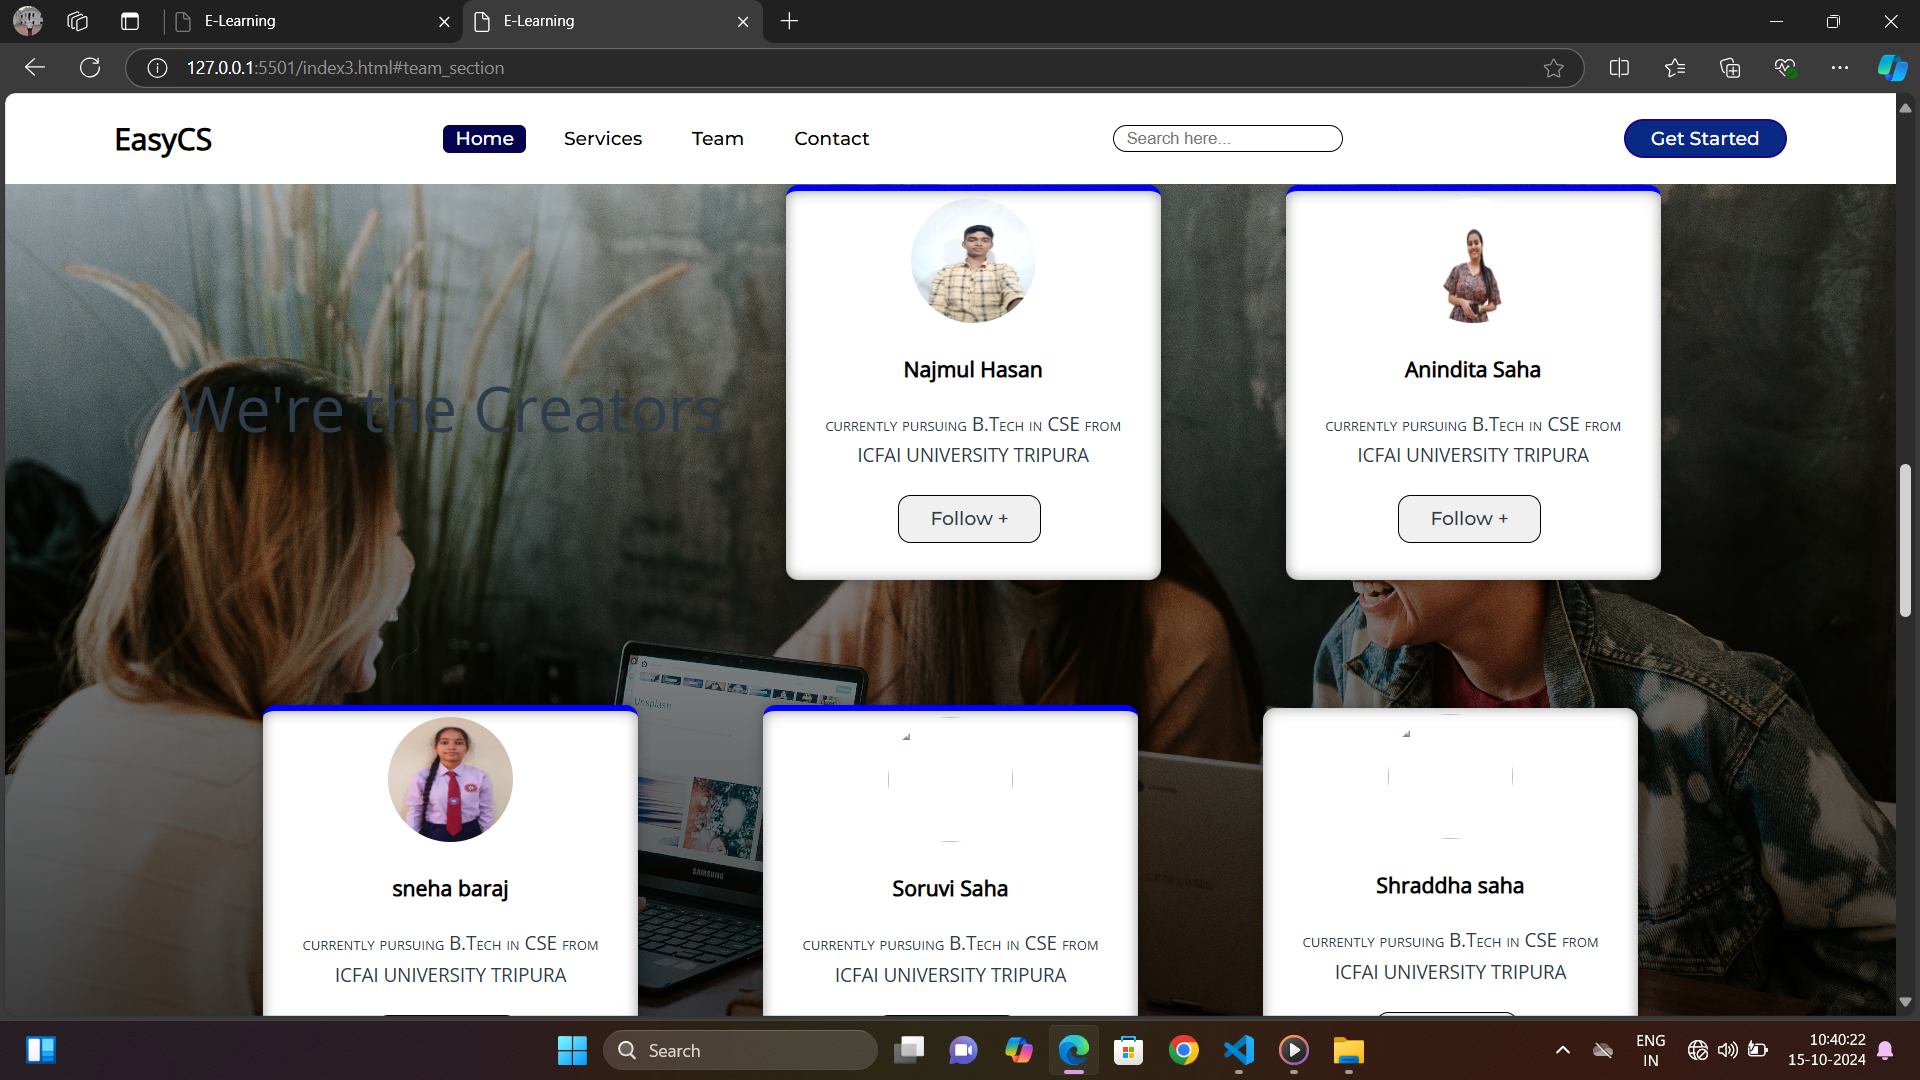 E-Learning
E-Learning
127.0.0.1:5501/index3.html#team_section
EasyCS
Home
Services
Team
Contact
Search here...
Get Started
We're the Creators
Najmul Hasan
currently pursuing B.Tech in CSE from
ICFAI UNIVERSITY TRIPURA
Follow +
Anindita Saha
currently pursuing B.Tech in CSE from
ICFAI UNIVERSITY TRIPURA
Follow +
Unsplash
SAMSUNG
SAMSUNG
sneha baraj
currently pursuing B.Tech in CSE from
ICFAI UNIVERSITY TRIPURA
Soruvi Saha
currently pursuing B.Tech in CSE from
ICFAI UNIVERSITY TRIPURA
Shraddha saha
currently pursuing B.Tech in CSE from
ICFAI UNIVERSITY TRIPURA
Search
ENG
IN
10:40:22
15-10-2024